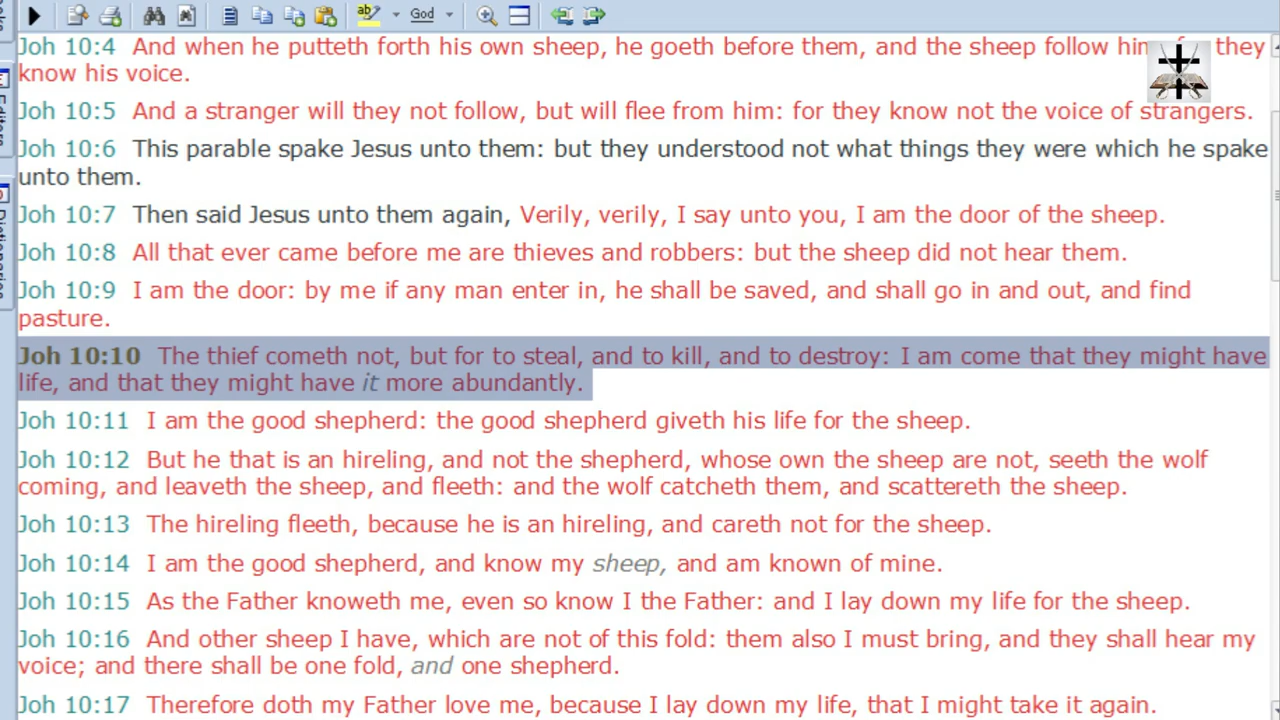 God
Joh 10:4 And when he putteth forth his own sheep, he goeth before them, and the sheep follow him: they
know his voice.
Joh 10:5 And a stranger will they not follow, but will flee from him: for they know not the voice of strangers.
Joh 10:6 This parable spake Jesus unto them: but they understood not what things they were which he spake
unto them.
Joh 10:7 Then said Jesus unto them again, Verily, verily, I say unto you, I am the door of the sheep.
Joh 10:8 All that ever came before me are thieves and robbers: but the sheep did not hear them.
Joh 10:9 I am the door: by me if any man enter in, he shall be saved, and shall go in and out, and find
pasture.
Joh 10:10 The thief cometh not, but for to steal, and to kill, and to destroy: I am come that they might have
life, and that they might have it more abundantly.
Joh 10:11 I am the good shepherd: the good shepherd giveth his life for the sheep.
Joh 10:12 But he that is an hireling, and not the shepherd, whose own the sheep are not, seeth the wolf
coming, and leaveth the sheep, and fleeth: and the wolf catcheth them, and scattereth the sheep.
Joh 10:13 The hireling fleeth, because he is an hireling, and careth not for the sheep.
Joh 10:14 I am the good shepherd, and know my sheep, and am known of mine.
Joh 10:15 As the Father knoweth me, even so know I the Father: and I lay down my life for the sheep.
Joh 10:16 And other sheep I have, which are not of this fold: them also I must bring, and they shall hear my
voice; and there shall be one fold, and one shepherd.
Joh 10:17 Therefore doth my Father love me, because I lay down my life, that I might take it again.
Editors